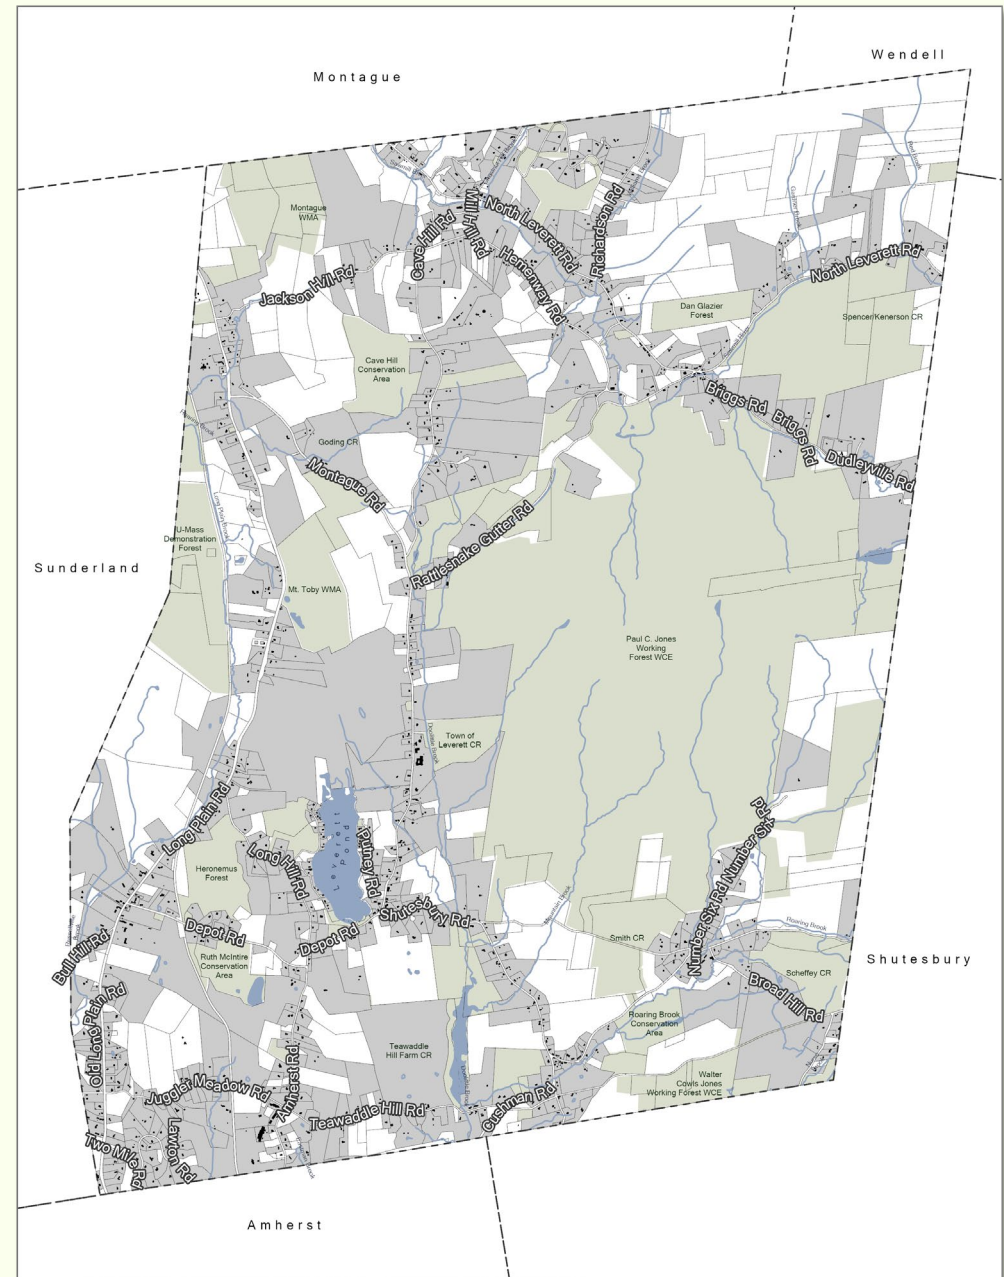 Wendell
Montague
Montague
WMA
Mill Hill Rd
North Leverett Rd
Richardson Rd
Cave Hill Rd
Hemenway Rd
North Leverett Rd
Jackson Hill Rd
Dan Glazier
Forest
Spencer/Kenerson CR
Cave Hill
Conservation
Area
Briggs Rd
Briggs Rd
Goding CR
Dudleyville Rd
Montague Rd
Long Plain Brook
Rattlesnake Gutter Rd
U-Mass
Demonstration
Forest
Sunderland
Mt. Toby WMA
Paul C. Jones
Working
Forest WCE
Town of
Leverett CR
Doolittle Brook
Long Plain Rd
Leverett
Pond
Putney Rd
Number Six Rd
Long Hill Rd
Heronemus
Forest
Shutesbury Rd
Mountain Brook
Number Six Rd
Roaring Brook
Depot Rd
Depot Rd
Smith CR
Bull Hill Rd
Ruth McIntire
Conservation
Area
Shutesbury
Scheffey CR
Broad Hill Rd
Old Long Plain Rd
Roaring Brook
Conservation
Area
Teawaddle
Hill Farm CR
Amherst Rd
Juggler Meadow Rd
Walter
Cowls Jones
Working Forest WCE
Cushman Rd
Teawaddle Hill Rd
Two Mile Rd
Lawton Rd
Amherst